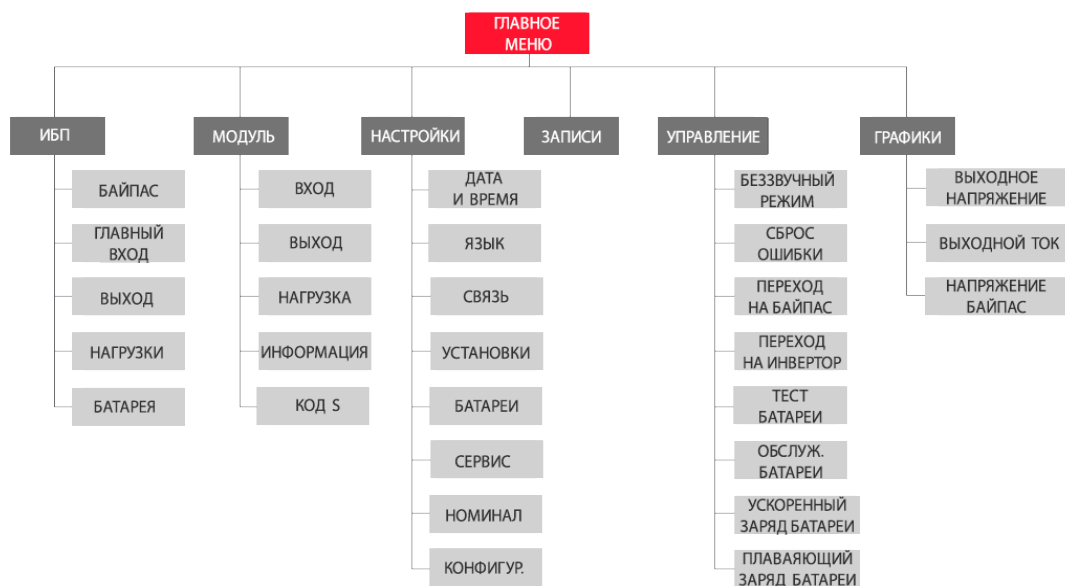 ГЛАВНОЕ
МЕНЮ
ИБП
МОДУЛЬ
НАСТРОЙКИ
ЗАПИСИ
УПРАВЛЕНИЕ
ГРАФИКИ
БАЙПАС
ГЛАВНЫЙ
ВХОД
ВЫХОД
НАГРУЗКИ
БАТАРЕЯ
ВХОД
ВЫХОД
НАГРУЗКА
ИНФОРМАЦИЯ
КОД S
ДАТА
И ВРЕМЯ
ЯЗЫК
СВЯЗЬ
УСТАНОВКИ
БАТАРЕИ
СЕРВИС
НОМИНАЛ
КОНФИГУР.
БЕЗЗВУЧНЫЙ
РЕЖИМ
СБРОС
ОШИБКИ
ПЕРЕХОД
НА БАЙПАС
ПЕРЕХОД
НА ИНВЕРТОР
ТЕСТ
БАТАРЕИ
ОБСЛУЖ.
БАТАРЕИ
УСКОРЕННЫЙ
ЗАРЯД БАТАРЕИ
ПЛАВАЯЮЩИЙ
ЗАРЯД БАТАРЕИ
ВЫХОДНОЕ
НАПРЯЖЕНИЕ
ВЫХОДНОЙ ТОК
НАПРЯЖЕНИЕ
БАЙПАС